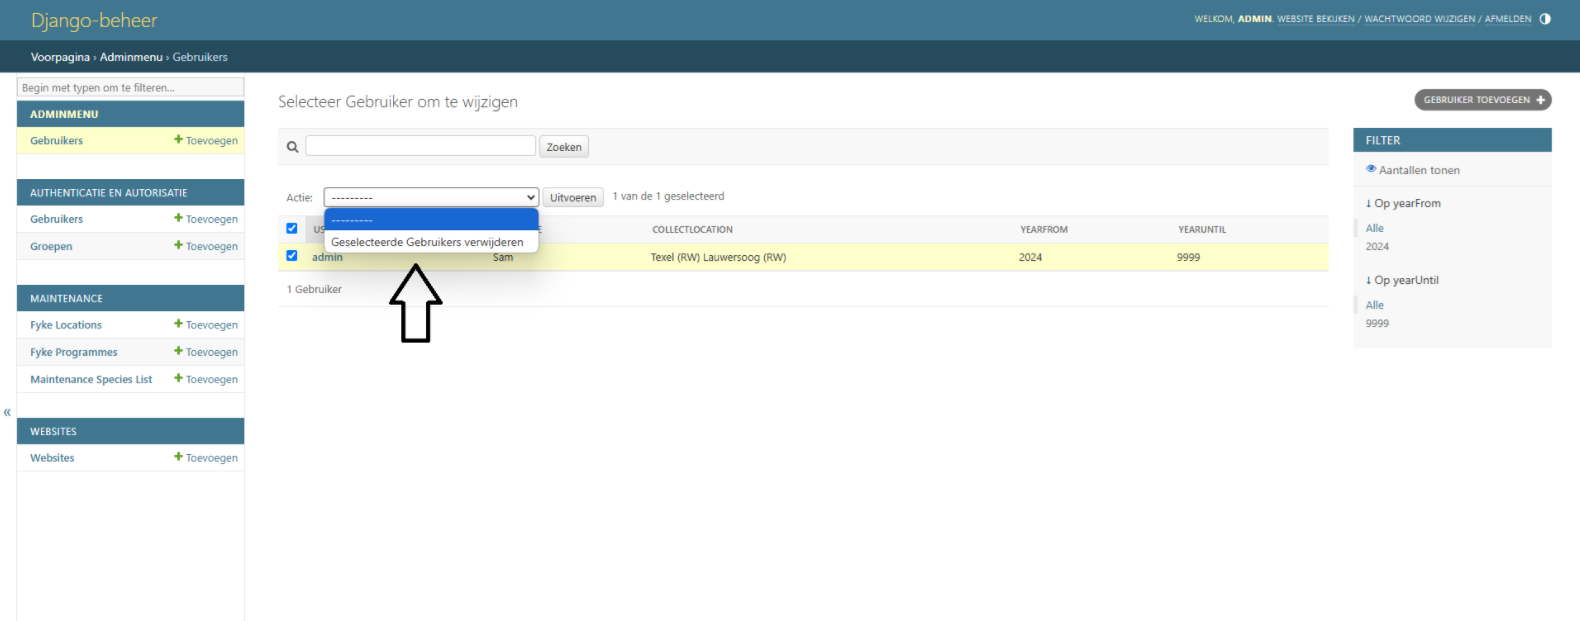 Django-beheer
WELKOM, ADMIN. WEBSITE BEKIJKEN / WACHTWOORD WIJZIGEN / AFMELDEN
Voorpagina › Adminmenu › Gebruikers
Begin met typen om te filteren...
ADMINMENU
Gebruikers Toevoegen
AUTHENTICATIE EN AUTORISATIE
Gebruikers Toevoegen
Groepen Toevoegen
MAINTENANCE
Fyke Locations Toevoegen
Fyke Programmes Toevoegen
Maintenance Species List Toevoegen
«
WEBSITES
Websites Toevoegen
Selecteer Gebruiker om te wijzigen
GEBRUIKER TOEVOEGEN +
Zoeken
Actie: --------- Uitvoeren 1 van de 1 geselecteerd
---------
Geselecteerde Gebruikers verwijderen
COLLECTLOCATION YEARFROM YEARUNTIL
admin Sam Texel (RW) Lauwersoog (RW) 2024 9999
1 Gebruiker
FILTER
Aantallen tonen
↓ Op yearFrom
Alle
2024
↓ Op yearUntil
Alle
9999